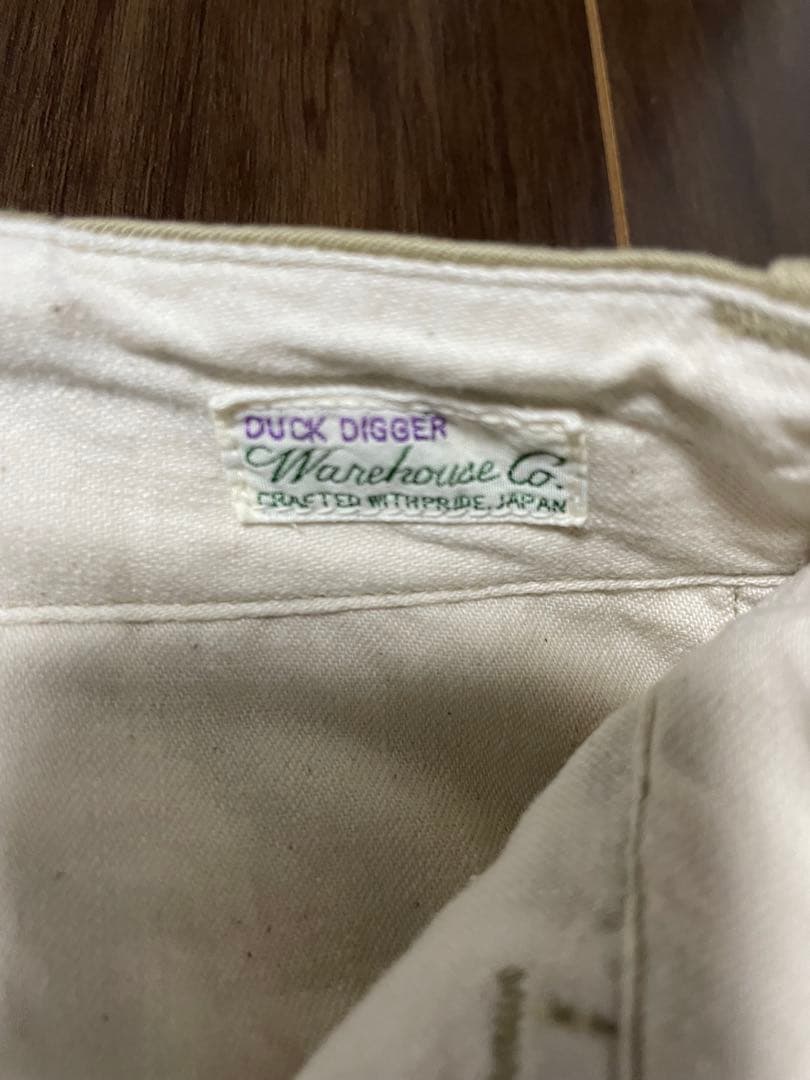 DUCK DIGGER
Warehouse Co.
CRAFTED WITH PRIDE, JAPAN